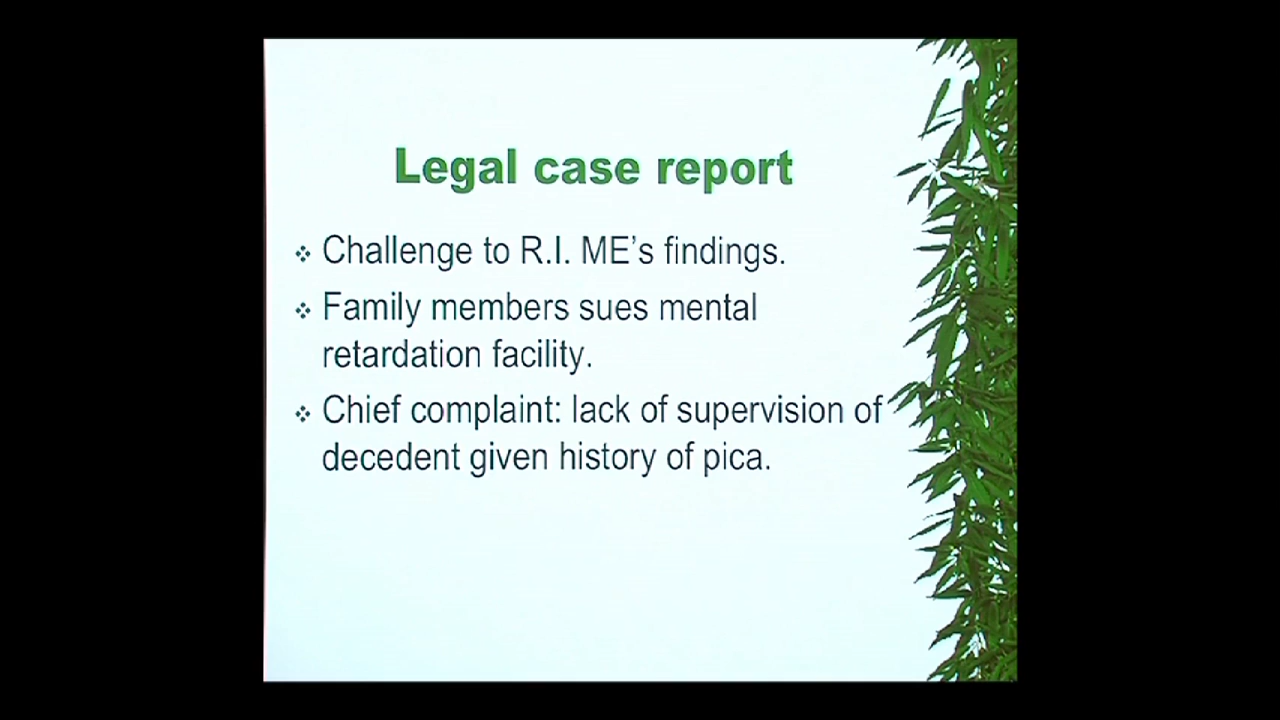 Legal case report
Challenge to R.I. ME’s findings.
Family members sues mental
retardation facility.
Chief complaint: lack of supervision of
decedent given history of pica.